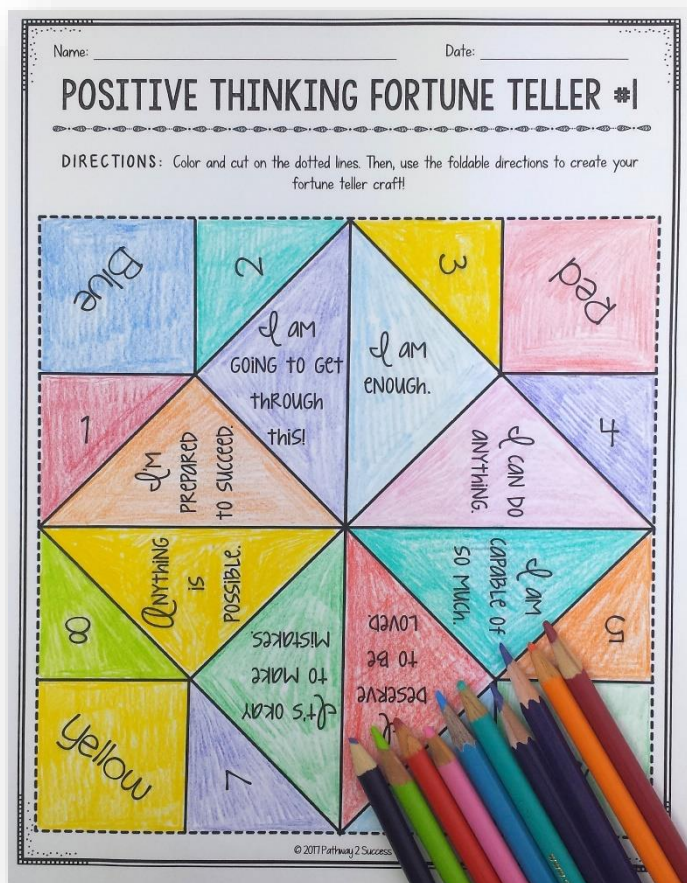 Name:
Date:
POSITIVE THINKING FORTUNE TELLER #1
DIRECTIONS: Color and cut on the dotted lines. Then, use the foldable directions to create your
fortune teller craft!
Blue
2
3
Red
I am
going to get
through
this!
I am
enough.
1
I'm
prepared
to succeed.
I can do
anything.
4
8
Anything
is
possible.
It's okay
to make
mistakes.
deserve
to be
loved.
I am
capable of
so much.
5
Yellow
7
© 2017 Pathway 2 Success